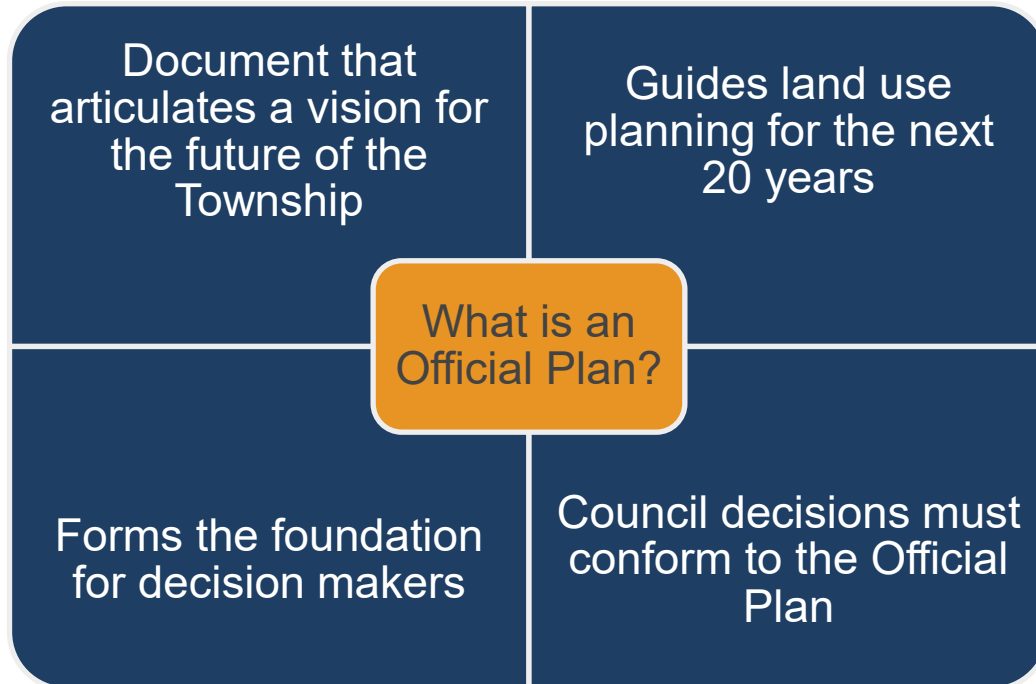 Document that
articulates a vision for
the future of the
Township
Guides land use
planning for the next
20 years
What is an
Official Plan?
Forms the foundation
for decision makers
Council decisions must
conform to the Official
Plan